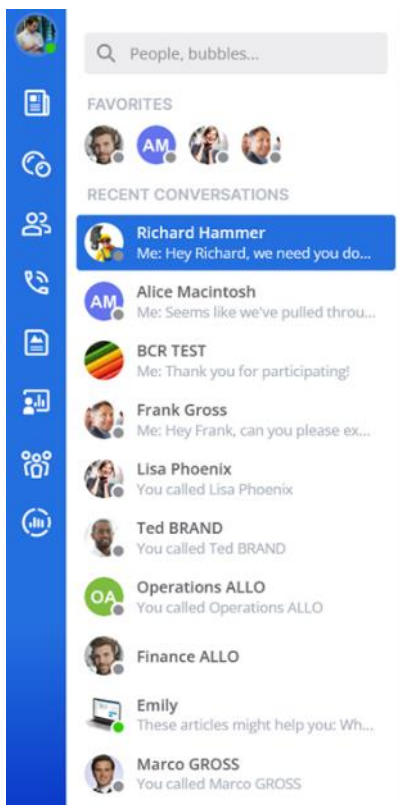 People, bubbles...
FAVORITES
AM
RECENT CONVERSATIONS
Richard Hammer
Me: Hey Richard, we need you do...
AM
Alice Macintosh
Me: Seems like we've pulled throu...
BCR TEST
Me: Thank you for participating!
Frank Gross
Me: Hey Frank, can you please ex...
Lisa Phoenix
You called Lisa Phoenix
Ted BRAND
You called Ted BRAND
OA
Operations ALLO
You called Operations ALLO
Finance ALLO
Emily
These articles might help you: Wh...
Marco GROSS
You called Marco GROSS